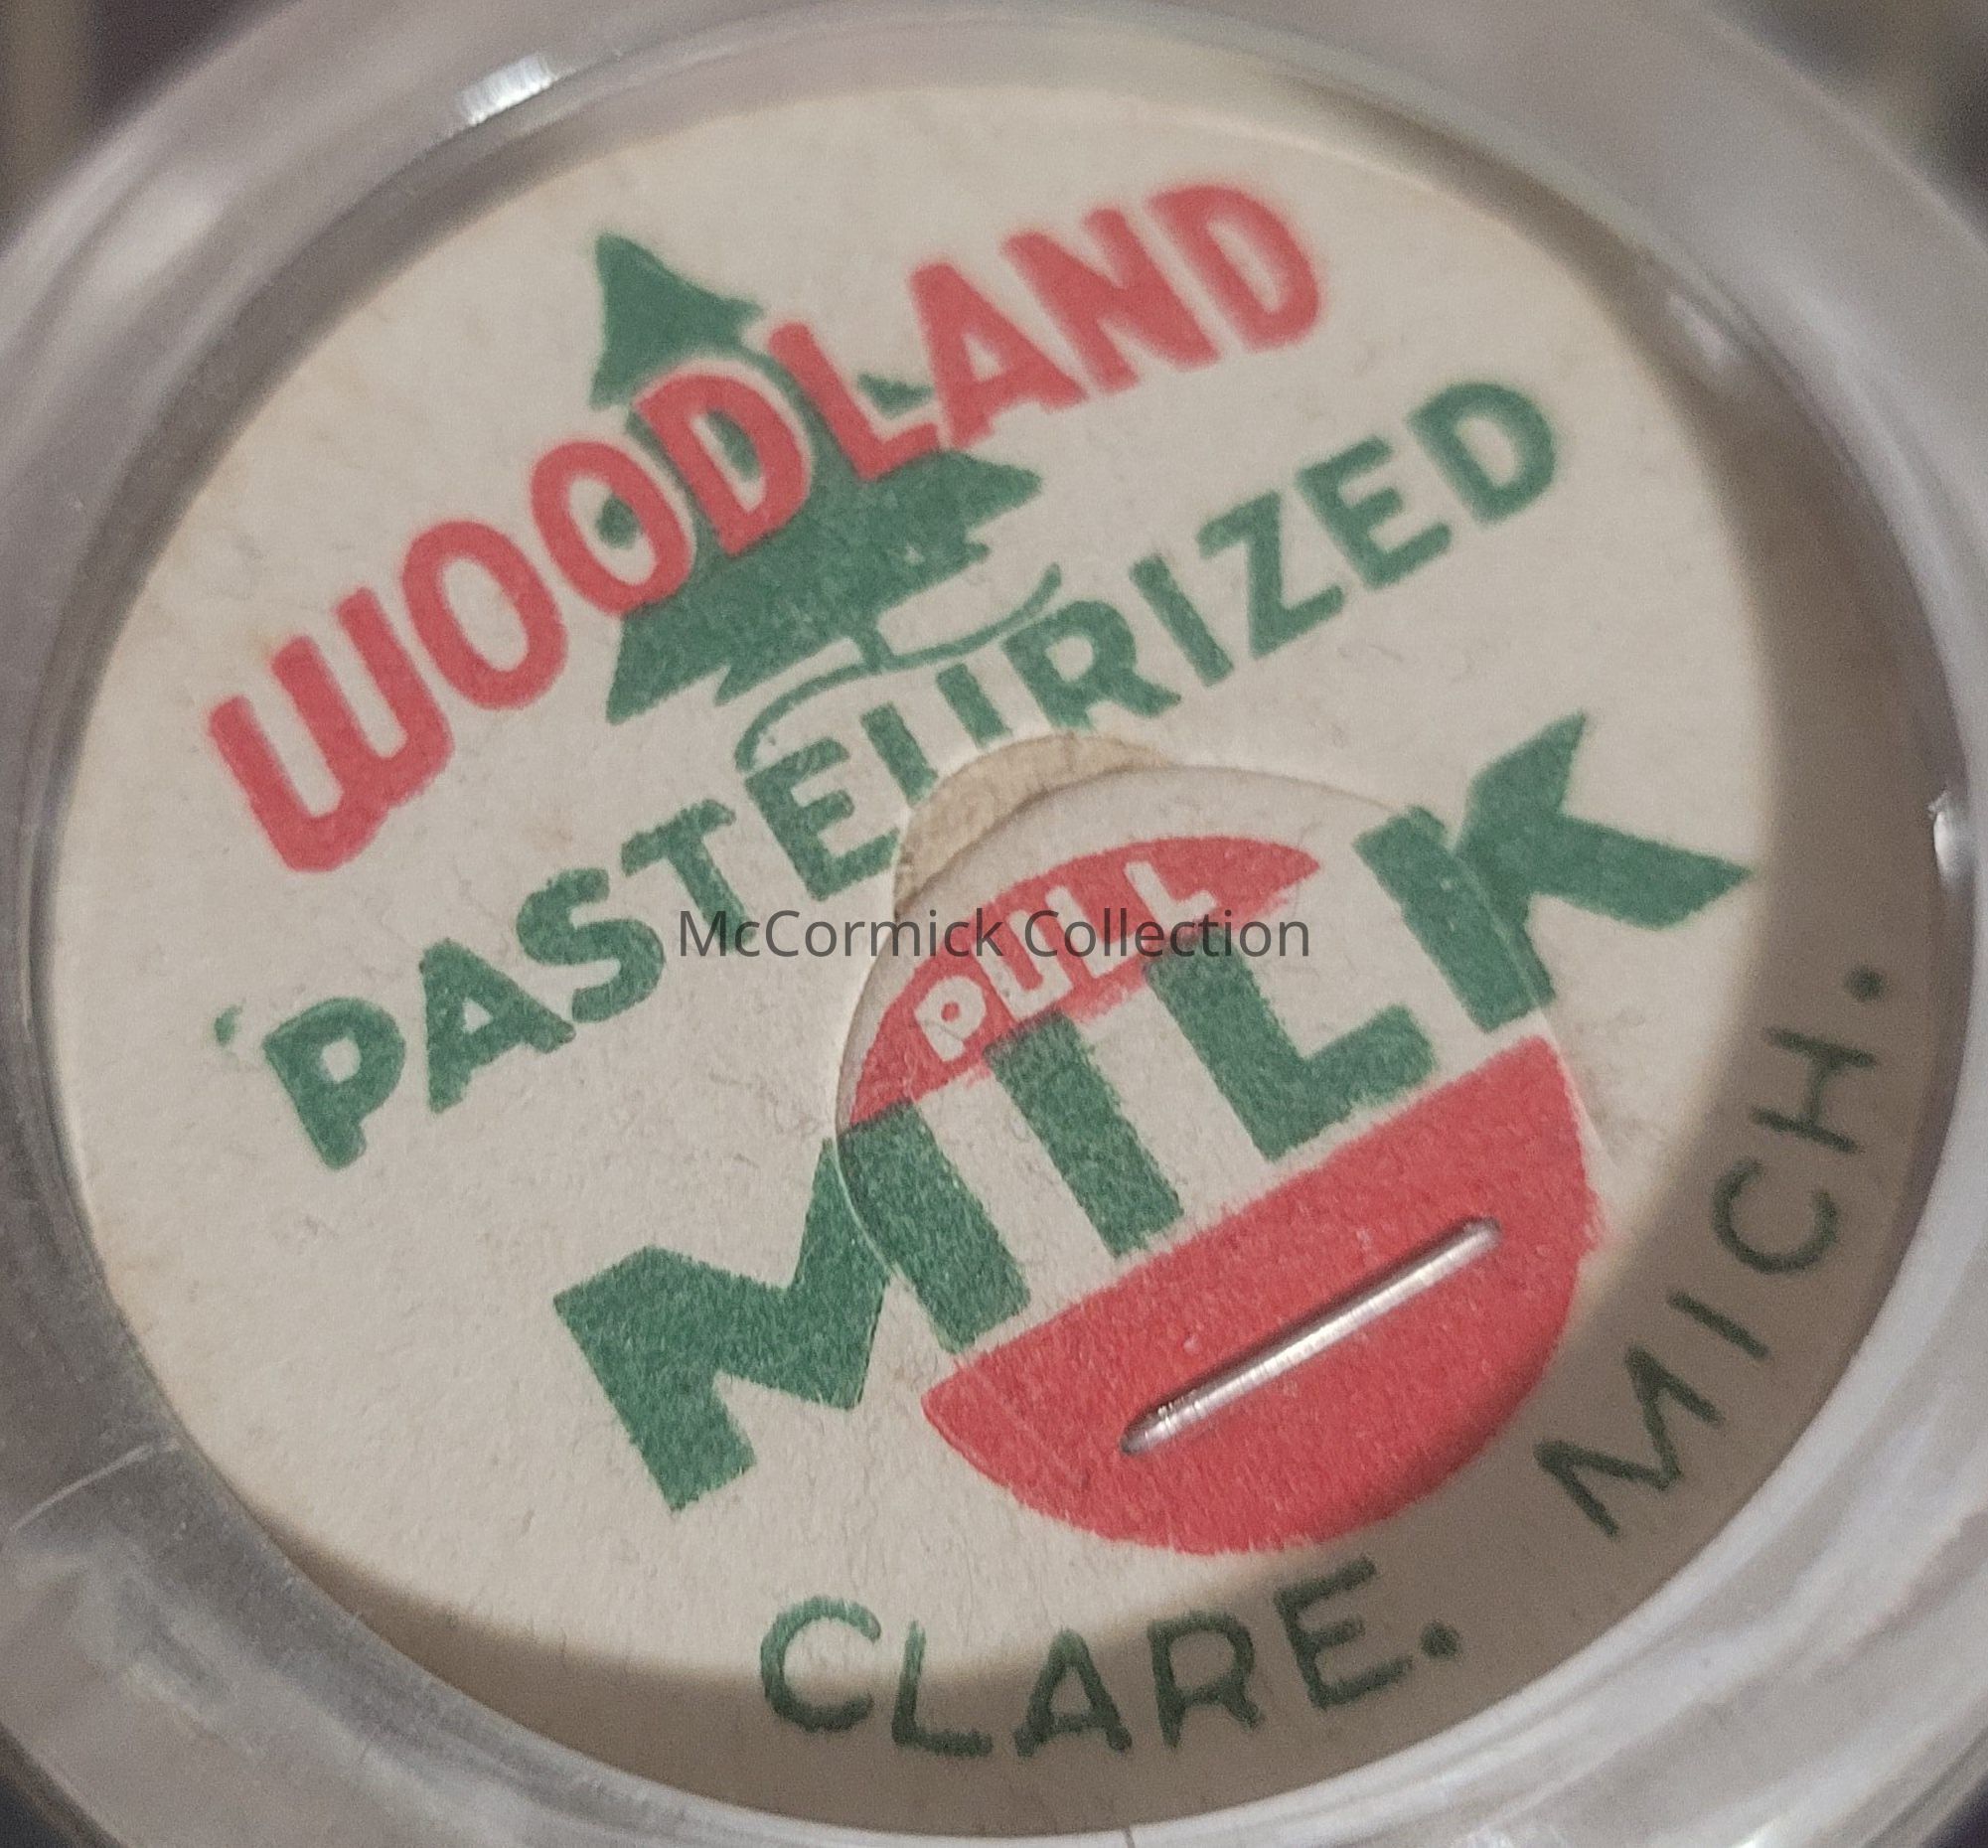 WOODLAND
PASTEURIZED
PULL
MILK
CLARE. MICH.
McCormick Collection